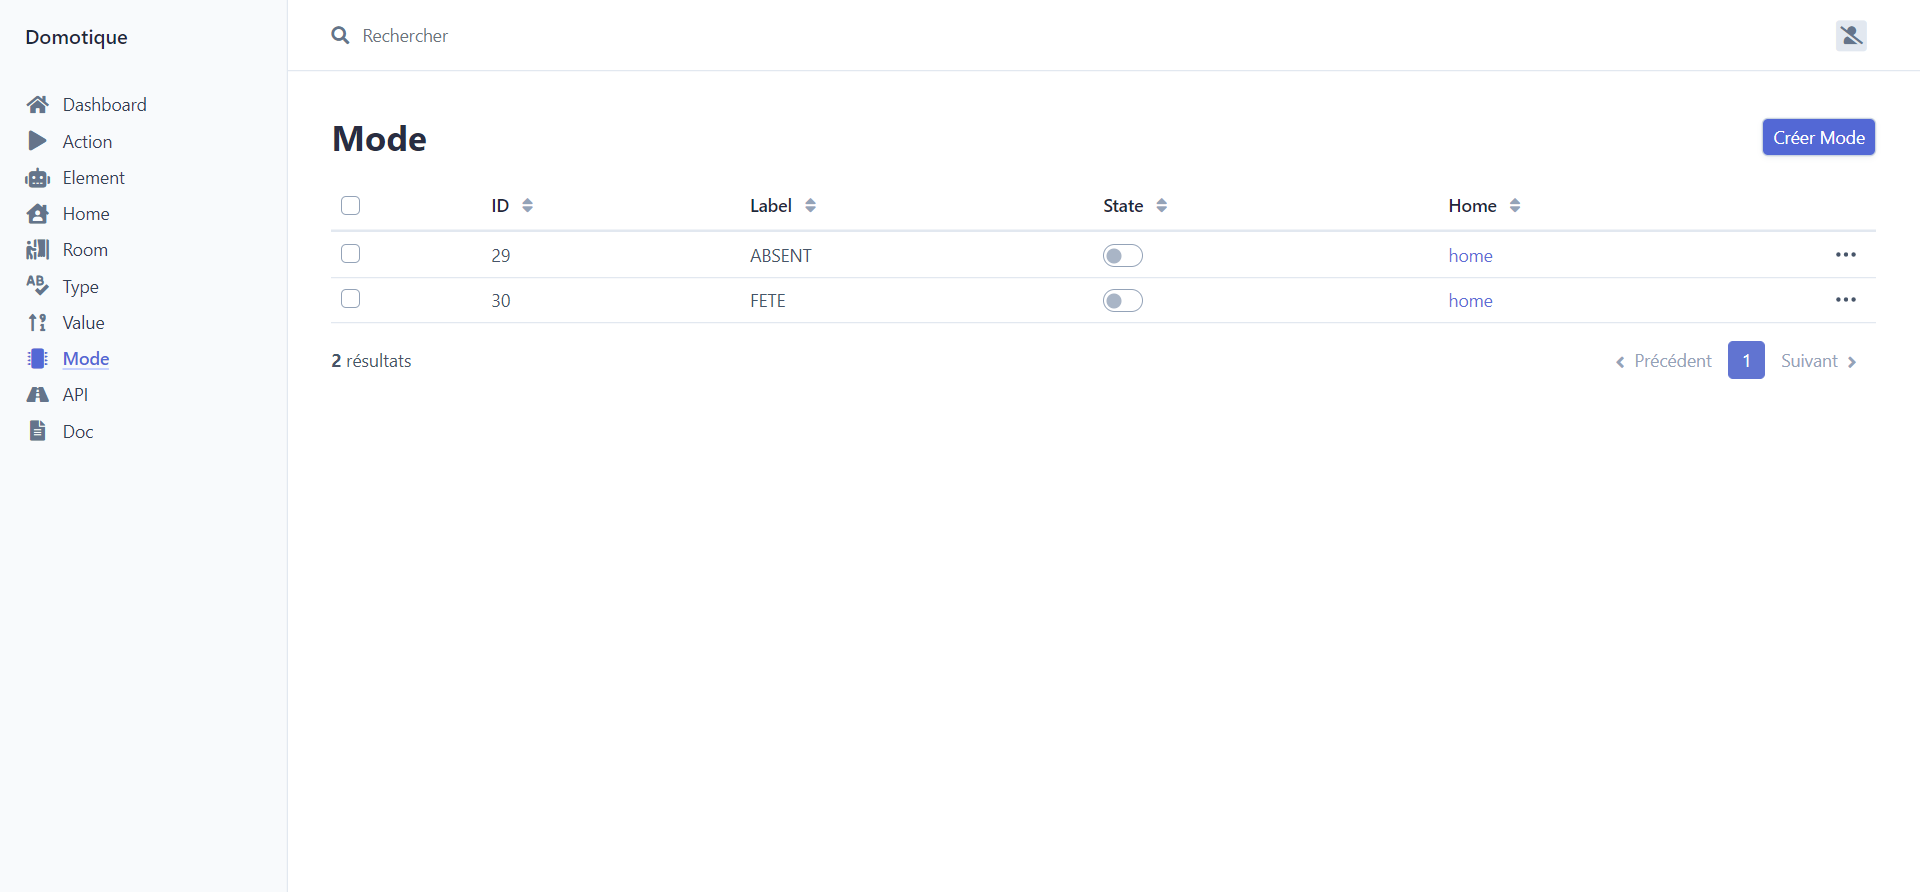 Domotique
Rechercher
Dashboard
Action
Element
Home
Room
Type
Value
Mode
API
Doc
Mode
Créer Mode
ID Label State Home
29 ABSENT home
30 FETE home
2 résultats
Précédent 1 Suivant